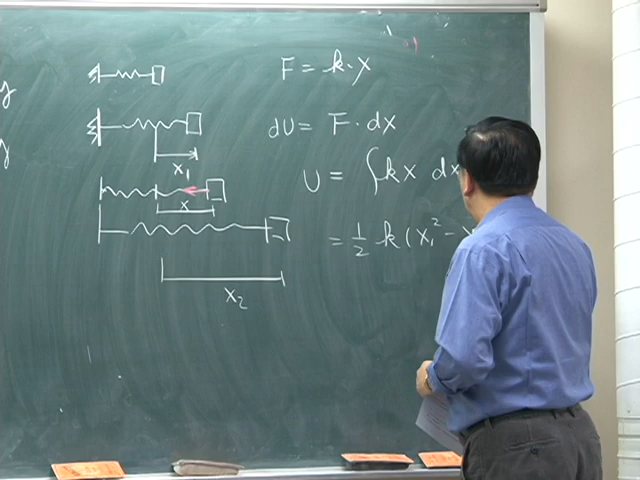 y
F = k · x
y
dU = F · dx
x₁
U = ∫ kx dx
x
= 1/2 k (x₁² -
x₂